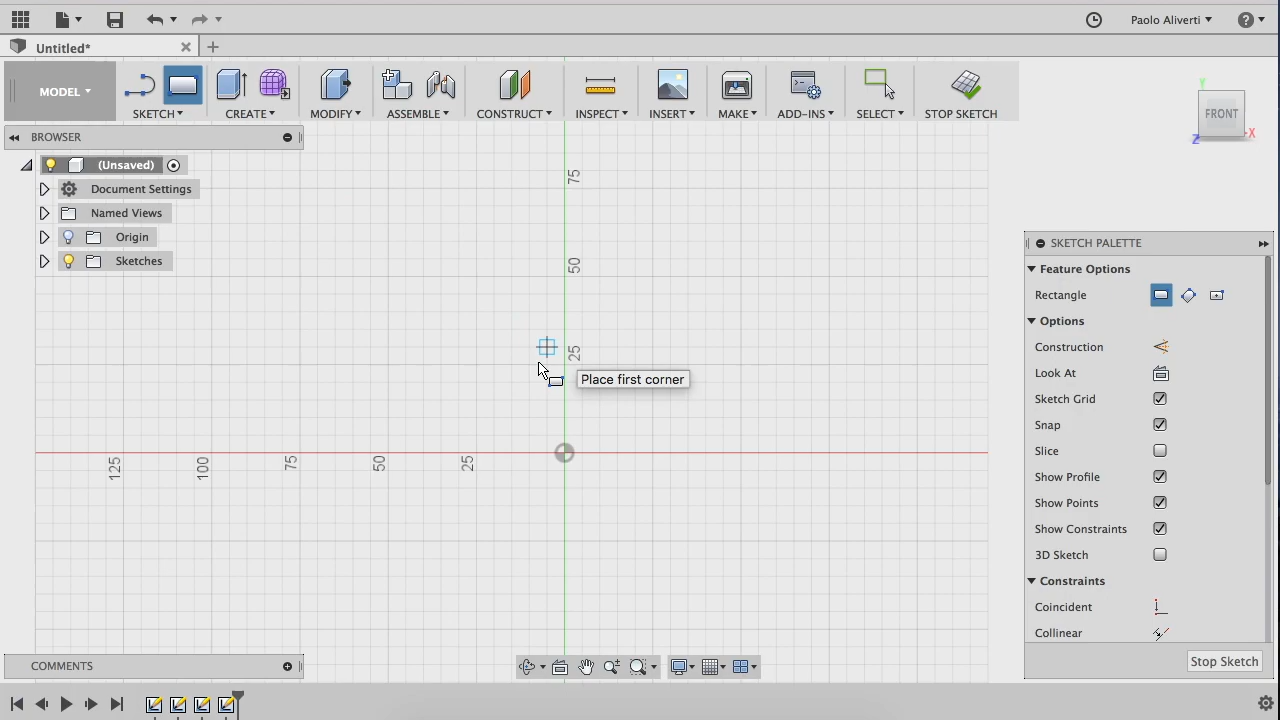 Paolo Aliverti
Untitled*
MODEL
SKETCH
CREATE
MODIFY
ASSEMBLE
CONSTRUCT
INSPECT
INSERT
MAKE
ADD-INS
SELECT
STOP SKETCH
Y
FRONT
X
Z
BROWSER
(Unsaved)
Document Settings
Named Views
Origin
Sketches
75
50
25
125
100
75
50
25
Place first corner
SKETCH PALETTE
Feature Options
Rectangle
Options
Construction
Look At
Sketch Grid
Snap
Slice
Show Profile
Show Points
Show Constraints
3D Sketch
Constraints
Coincident
Collinear
Stop Sketch
COMMENTS